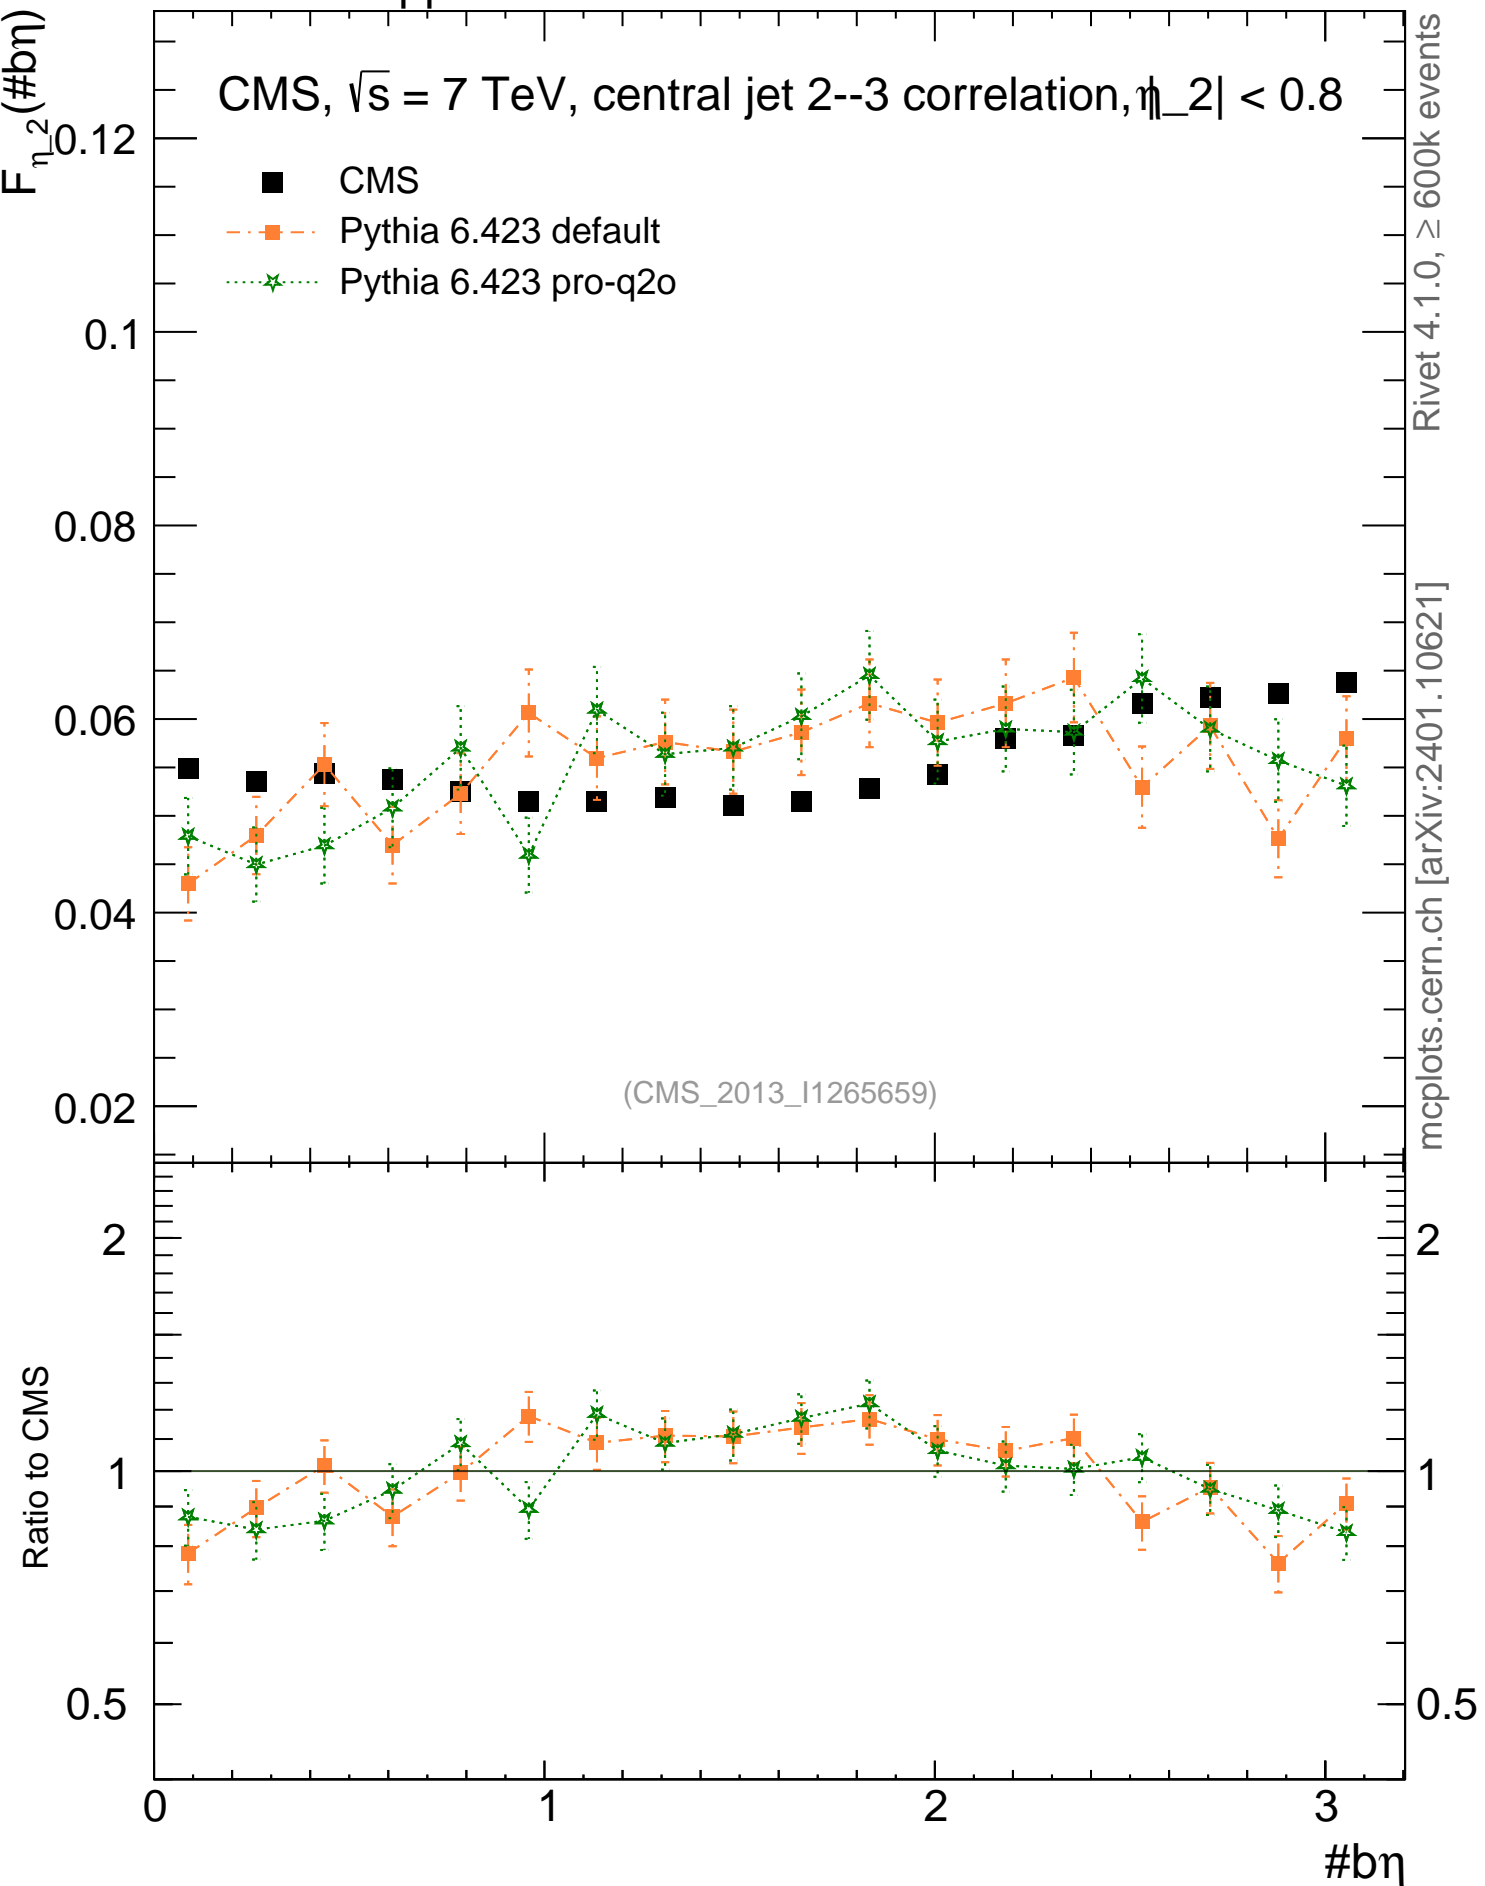 F_η_2(#bη)
CMS, √s = 7 TeV, central jet 2--3 correlation,|η_2| < 0.8
CMS
Pythia 6.423 default
Pythia 6.423 pro-q2o
0.12
0.1
0.08
0.06
0.04
0.02
(CMS_2013_I1265659)
Rivet 4.1.0, ≥ 600k events
mcplots.cern.ch [arXiv:2401.10621]
Ratio to CMS
2
1
0.5
2
1
0.5
0 1 2 3
#bη